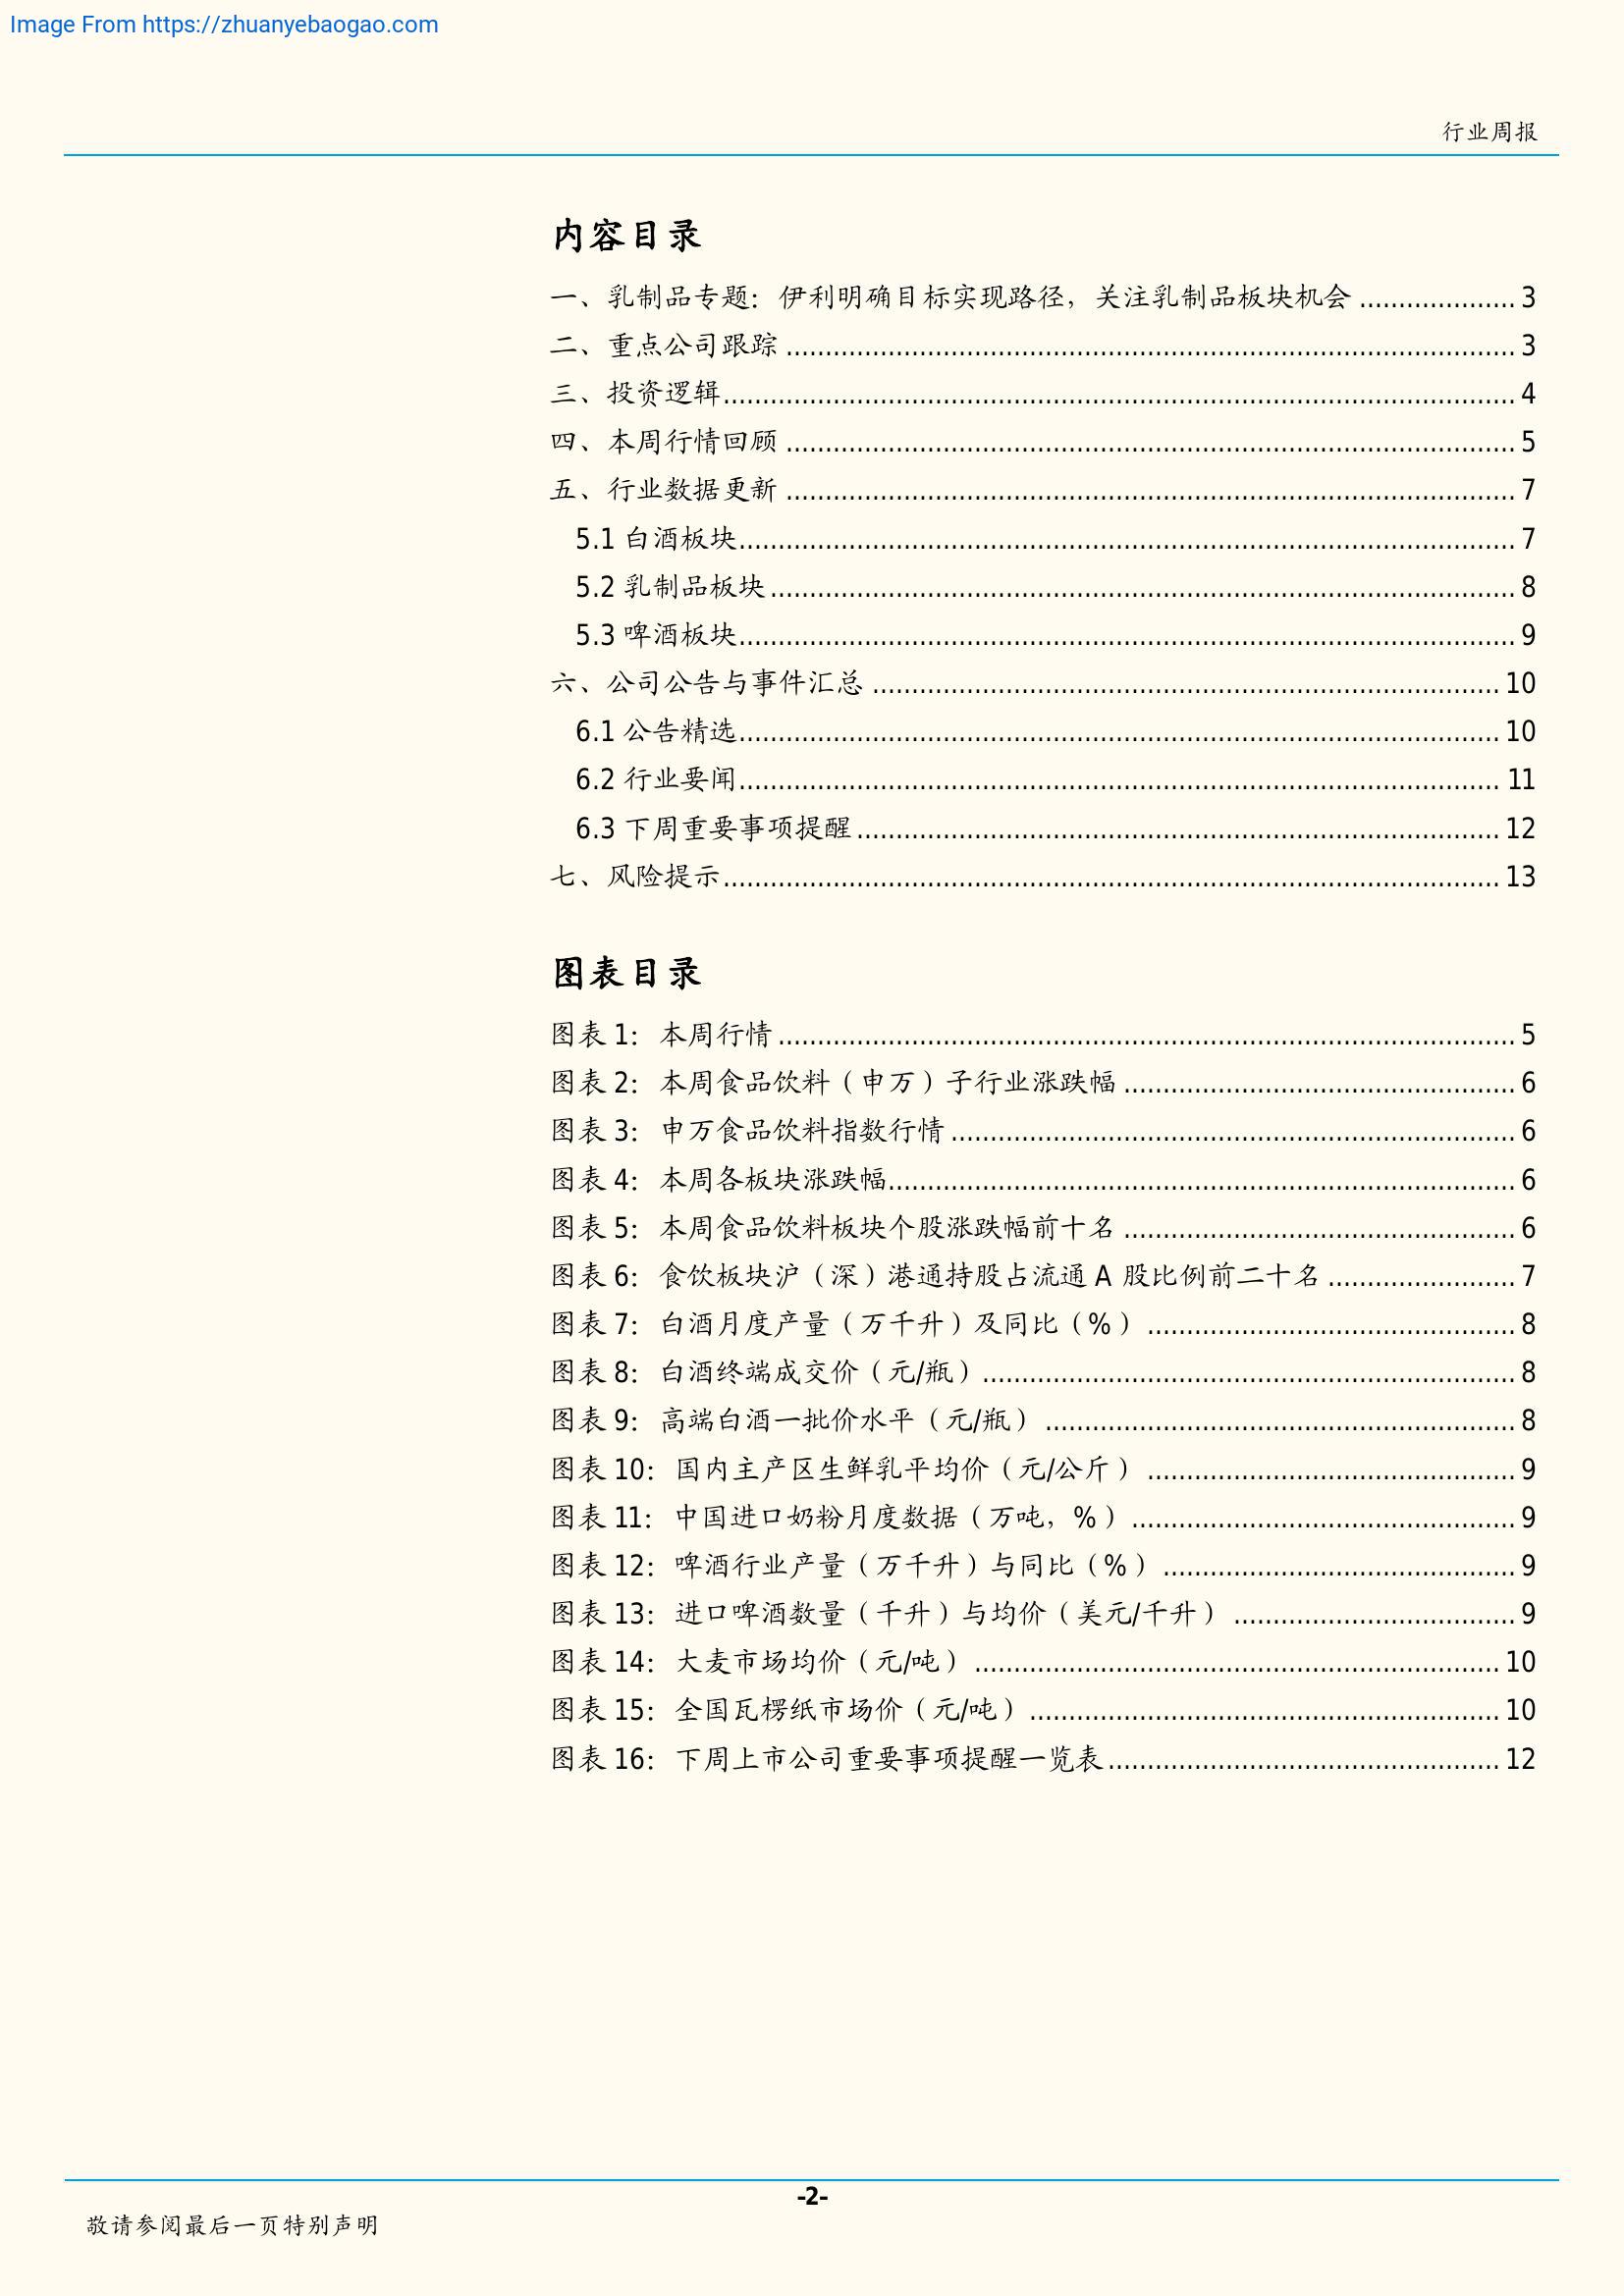 Image From https://zhuanyebaogao.com
行业周报
内容目录
一、乳制品专题：伊利明确目标实现路径，关注乳制品板块机会 .................... 3
二、重点公司跟踪 .............................................................................................. 3
三、投资逻辑...................................................................................................... 4
四、本周行情回顾 .............................................................................................. 5
五、行业数据更新 .............................................................................................. 7
5.1 白酒板块.................................................................................................... 7
5.2 乳制品板块 ................................................................................................ 8
5.3 啤酒板块.................................................................................................... 9
六、公司公告与事件汇总 ................................................................................. 10
6.1 公告精选.................................................................................................. 10
6.2 行业要闻.................................................................................................. 11
6.3 下周重要事项提醒 ................................................................................... 12
七、风险提示.................................................................................................... 13
图表目录
图表 1：本周行情 ............................................................................................... 5
图表 2：本周食品饮料（申万）子行业涨跌幅 .................................................. 6
图表 3：申万食品饮料指数行情 ......................................................................... 6
图表 4：本周各板块涨跌幅................................................................................. 6
图表 5：本周食品饮料板块个股涨跌幅前十名 .................................................. 6
图表 6：食饮板块沪（深）港通持股占流通 A 股比例前二十名 ........................ 7
图表 7：白酒月度产量（万千升）及同比（%） ............................................... 8
图表 8：白酒终端成交价（元/瓶）..................................................................... 8
图表 9：高端白酒一批价水平（元/瓶） ............................................................ 8
图表 10：国内主产区生鲜乳平均价（元/公斤） ............................................... 9
图表 11：中国进口奶粉月度数据（万吨，%） ................................................. 9
图表 12：啤酒行业产量（万千升）与同比（%） ............................................. 9
图表 13：进口啤酒数量（千升）与均价（美元/千升） .................................... 9
图表 14：大麦市场均价（元/吨） ................................................................... 10
图表 15：全国瓦楞纸市场价（元/吨） ............................................................ 10
图表 16：下周上市公司重要事项提醒一览表.................................................. 12
-2-
敬请参阅最后一页特别声明